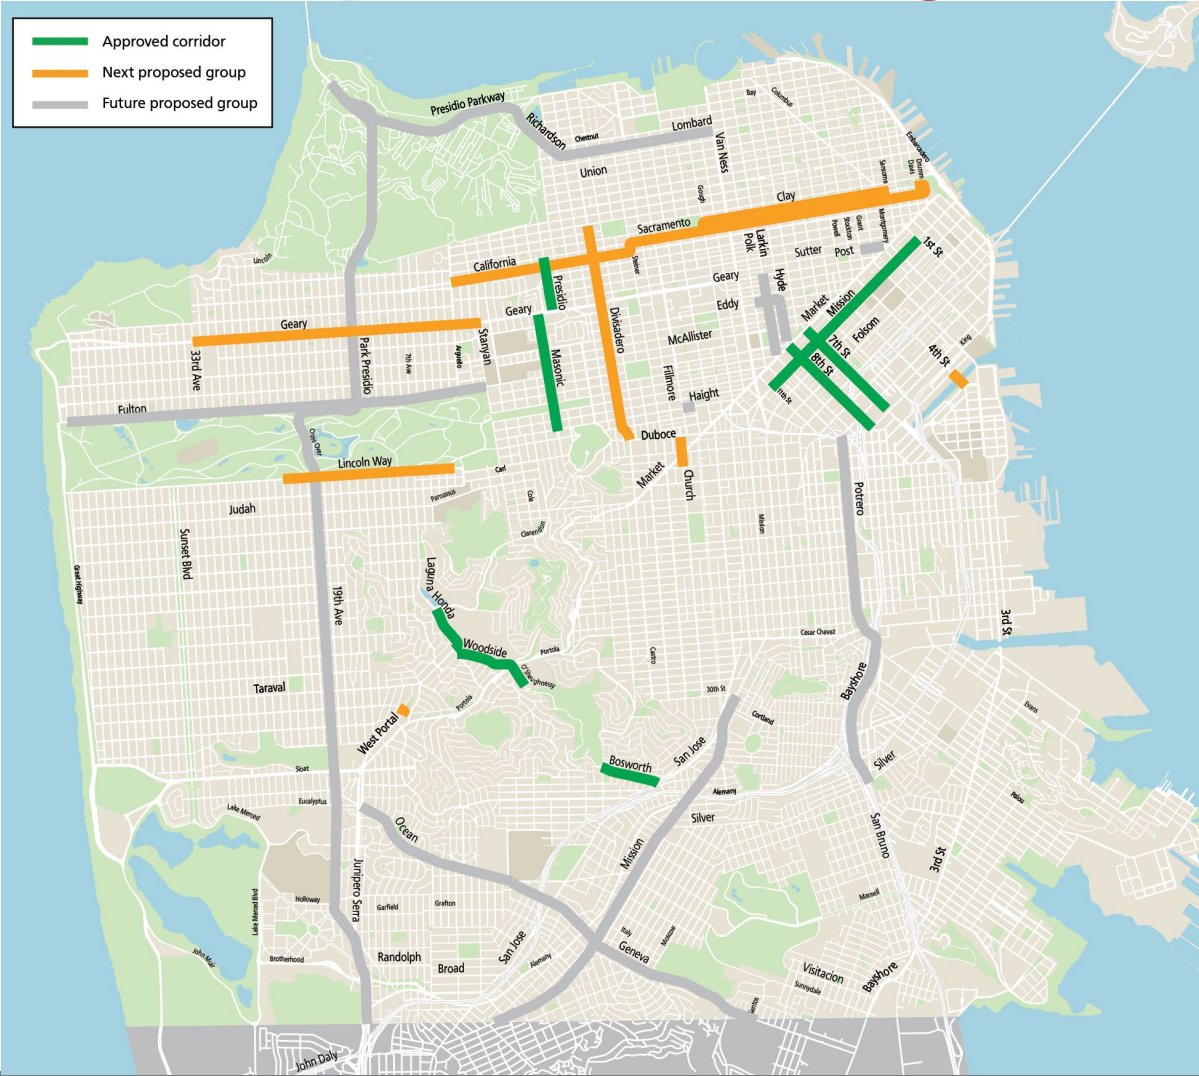 Approved corridor
Next proposed group
Future proposed group
Presidio Parkway
Richardson
Chestnut
Lombard
Bay
Columbus
Embarcadero
Van Ness
Union
Gough
Clay
Sansome
Drumm
Davis
Sacramento
Larkin
Polk
Powell
Stockton
Grant
Montgomery
Sutter
Post
1st St
Lincoln
California
Steiner
Presidio
Geary
Hyde
Geary
Eddy
Market
Mission
Folsom
Geary
Divisadero
McAllister
7th St
8th St
4th St
King
33rd Ave
Park Presidio
7th Ave
Arguello
Stanyan
Masonic
Fillmore
Haight
11th St
Fulton
Cross Over
Duboce
Lincoln Way
Carl
Market
Church
Parnassus
Cole
Judah
Potrero
Mission
Clarendon
Sunset Blvd
Great Highway
Laguna Honda
19th Ave
3rd St
Woodside
Portola
Castro
Cesar Chavez
O'Shaughnessy
Taraval
Portola
30th St
Bayshore
Evans
Cortland
West Portal
San Jose
Bosworth
Silver
Sloat
Alemany
Palou
Eucalyptus
Lake Merced
Silver
Ocean
San Bruno
Mission
3rd St
Junipero Serra
Lake Merced Blvd
Holloway
Garfield
Grafton
Mansell
John Muir
Brotherhood
Randolph
Broad
San Jose
Alemany
Italy
Moscow
Geneva
Visitacion
Sunnydale
Bayshore
Santos
John Daly